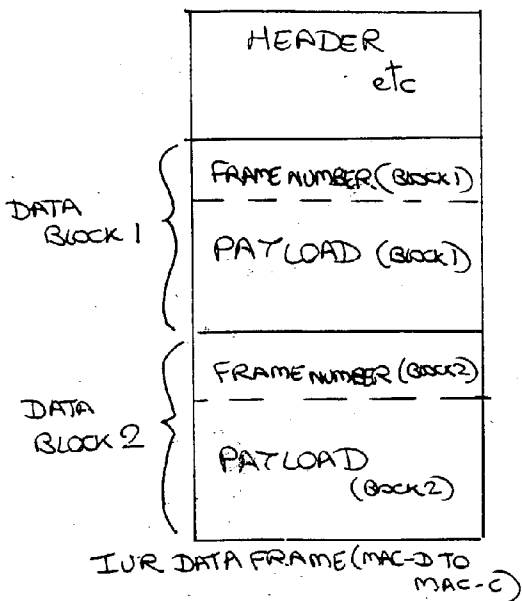 HEADER
etc
FRAME NUMBER (BLOCK 1)
DATA
BLOCK 1
PAYLOAD (BLOCK 1)
FRAME NUMBER (BLOCK 2)
DATA
BLOCK 2
PAYLOAD
(BLOCK 2)
IUR DATA FRAME (MAC-D TO
MAC-C)